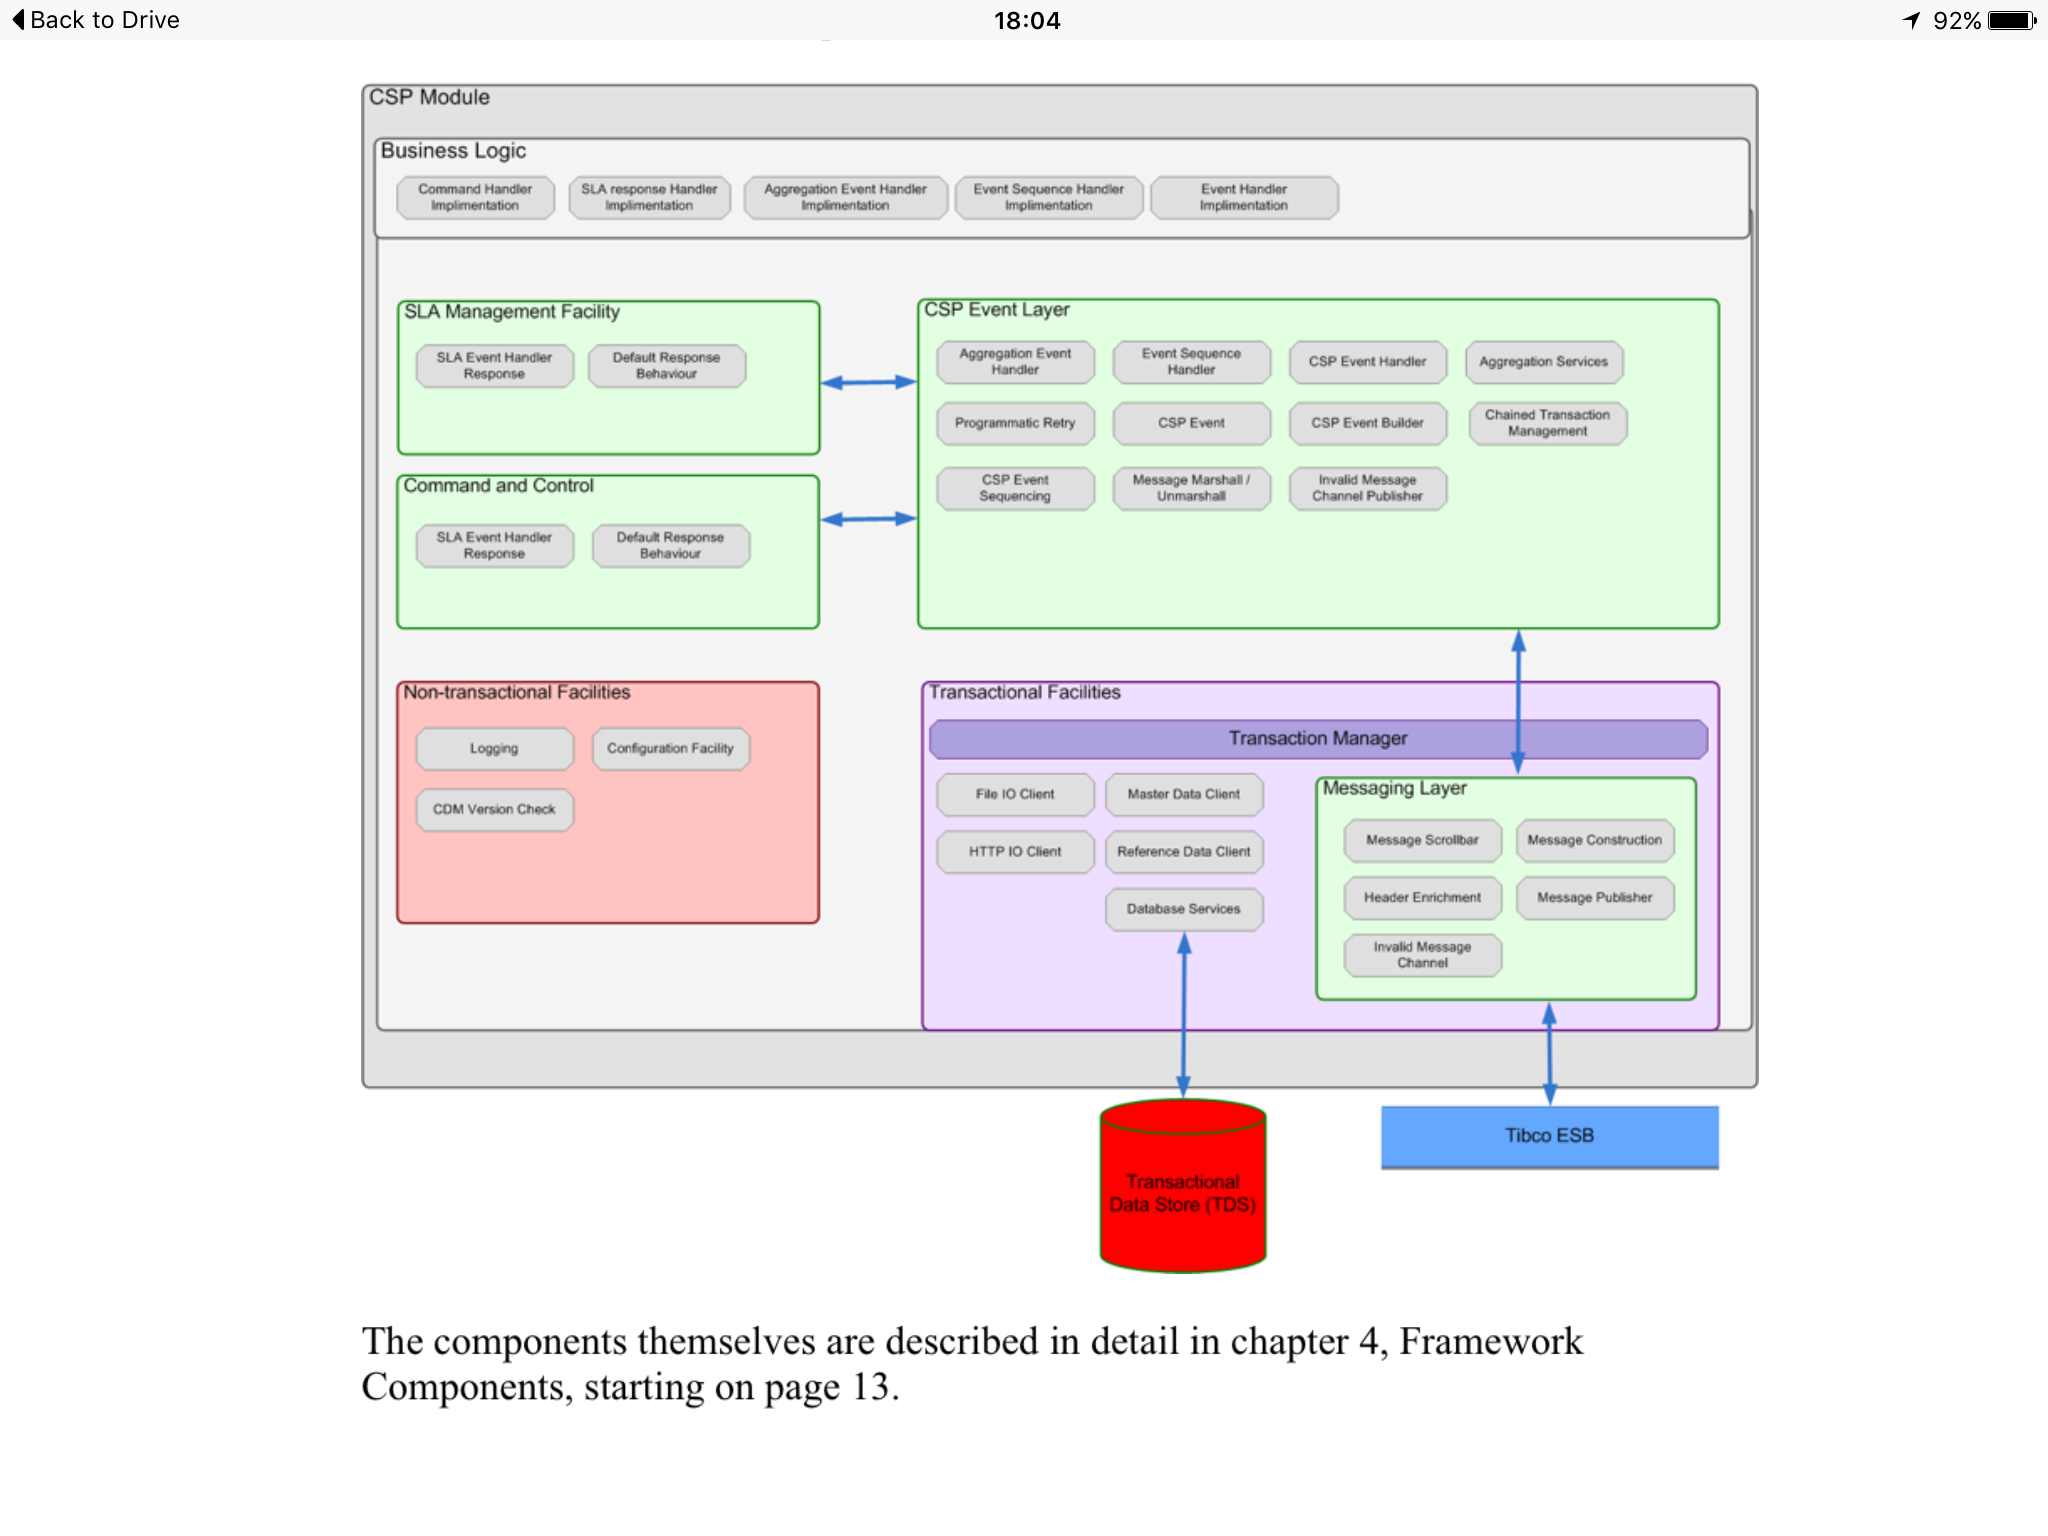 Back to Drive
18:04
92%
CSP Module
Business Logic
Command Handler
Implimentation
SLA response Handler
Implimentation
Aggregation Event Handler
Implimentation
Event Sequence Handler
Implimentation
Event Handler
Implimentation
SLA Management Facility
SLA Event Handler
Response
Default Response
Behaviour
CSP Event Layer
Aggregation Event
Handler
Event Sequence
Handler
CSP Event Handler
Aggregation Services
Programmatic Retry
CSP Event
CSP Event Builder
Chained Transaction
Management
CSP Event
Sequencing
Message Marshall /
Unmarshall
Invalid Message
Channel Publisher
Command and Control
SLA Event Handler
Response
Default Response
Behaviour
Non-transactional Facilities
Logging
Configuration Facility
CDM Version Check
Transactional Facilities
Transaction Manager
File IO Client
Master Data Client
HTTP IO Client
Reference Data Client
Database Services
Messaging Layer
Message Scrollbar
Message Construction
Header Enrichment
Message Publisher
Invalid Message
Channel
Transactional
Data Store (TDS)
Tibco ESB
The components themselves are described in detail in chapter 4, Framework
Components, starting on page 13.